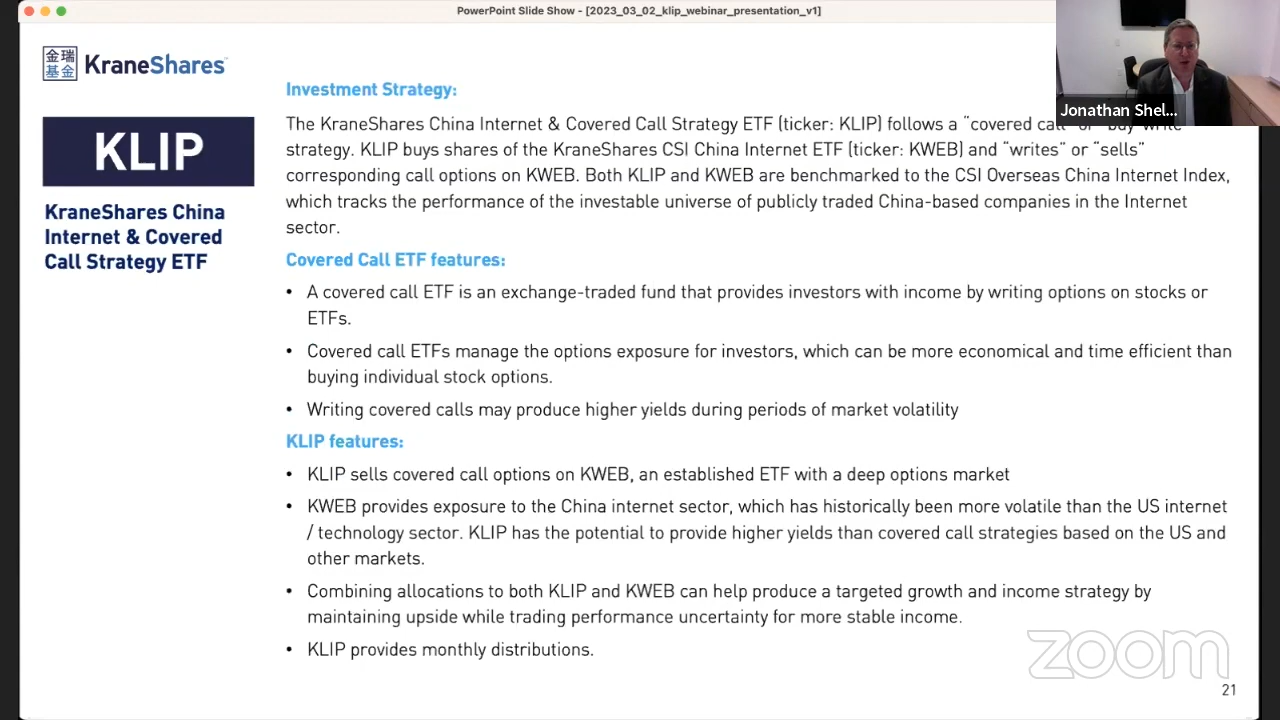 PowerPoint Slide Show - [2023_03_02_klip_webinar_presentation_v1]
金瑞
基金
KraneShares
KLIP
KraneShares China
Internet & Covered
Call Strategy ETF
Investment Strategy:
The KraneShares China Internet & Covered Call Strategy ETF (ticker: KLIP) follows a “covered call” or “buy-write”
strategy. KLIP buys shares of the KraneShares CSI China Internet ETF (ticker: KWEB) and “writes” or “sells”
corresponding call options on KWEB. Both KLIP and KWEB are benchmarked to the CSI Overseas China Internet Index,
which tracks the performance of the investable universe of publicly traded China-based companies in the Internet
sector.
Covered Call ETF features:
• A covered call ETF is an exchange-traded fund that provides investors with income by writing options on stocks or
ETFs.
• Covered call ETFs manage the options exposure for investors, which can be more economical and time efficient than
buying individual stock options.
• Writing covered calls may produce higher yields during periods of market volatility
KLIP features:
• KLIP sells covered call options on KWEB, an established ETF with a deep options market
• KWEB provides exposure to the China internet sector, which has historically been more volatile than the US internet
/ technology sector. KLIP has the potential to provide higher yields than covered call strategies based on the US and
other markets.
• Combining allocations to both KLIP and KWEB can help produce a targeted growth and income strategy by
maintaining upside while trading performance uncertainty for more stable income.
• KLIP provides monthly distributions.
Jonathan Shel...
zoom
21